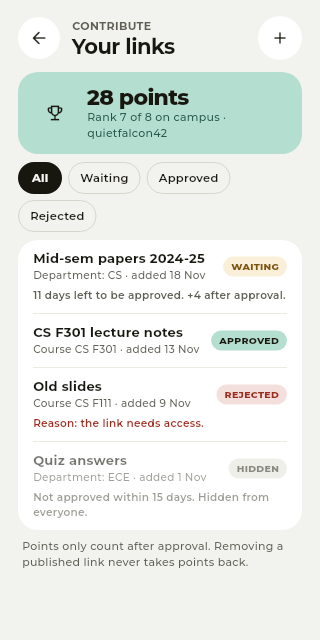 CONTRIBUTE
Your links
28 points
Rank 7 of 8 on campus ·
quietfalcon42
All
Waiting
Approved
Rejected
Mid-sem papers 2024-25
Department: CS · added 18 Nov
WAITING
11 days left to be approved. +4 after approval.
CS F301 lecture notes
Course CS F301 · added 13 Nov
APPROVED
Old slides
Course CS F111 · added 9 Nov
REJECTED
Reason: the link needs access.
Quiz answers
Department: ECE · added 1 Nov
HIDDEN
Not approved within 15 days. Hidden from
everyone.
Points only count after approval. Removing a
published link never takes points back.